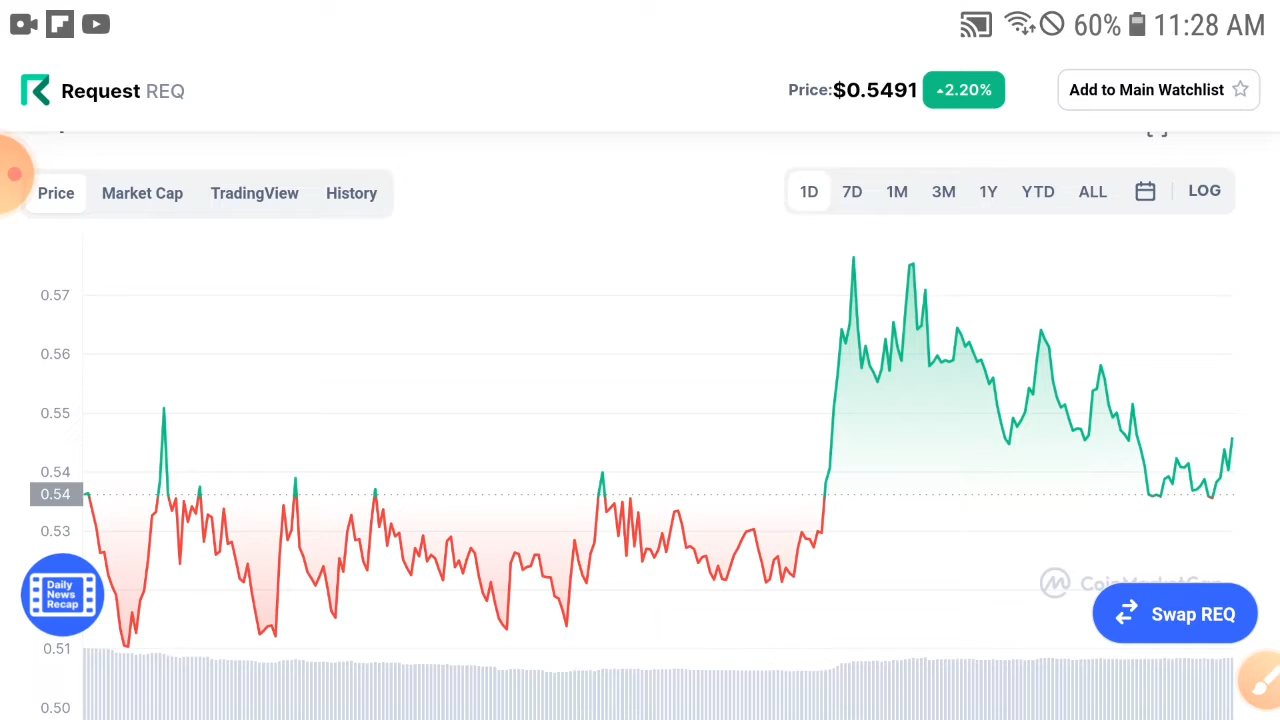 60% 11:28 AM
Request REQ
Price:$0.5491 2.20% Add to Main Watchlist
Price Market Cap TradingView History
1D 7D 1M 3M 1Y YTD ALL LOG
0.57
0.56
0.55
0.54
0.54
0.53
Daily
News
Recap
CoinMarketCap
Swap REQ
0.51
0.50